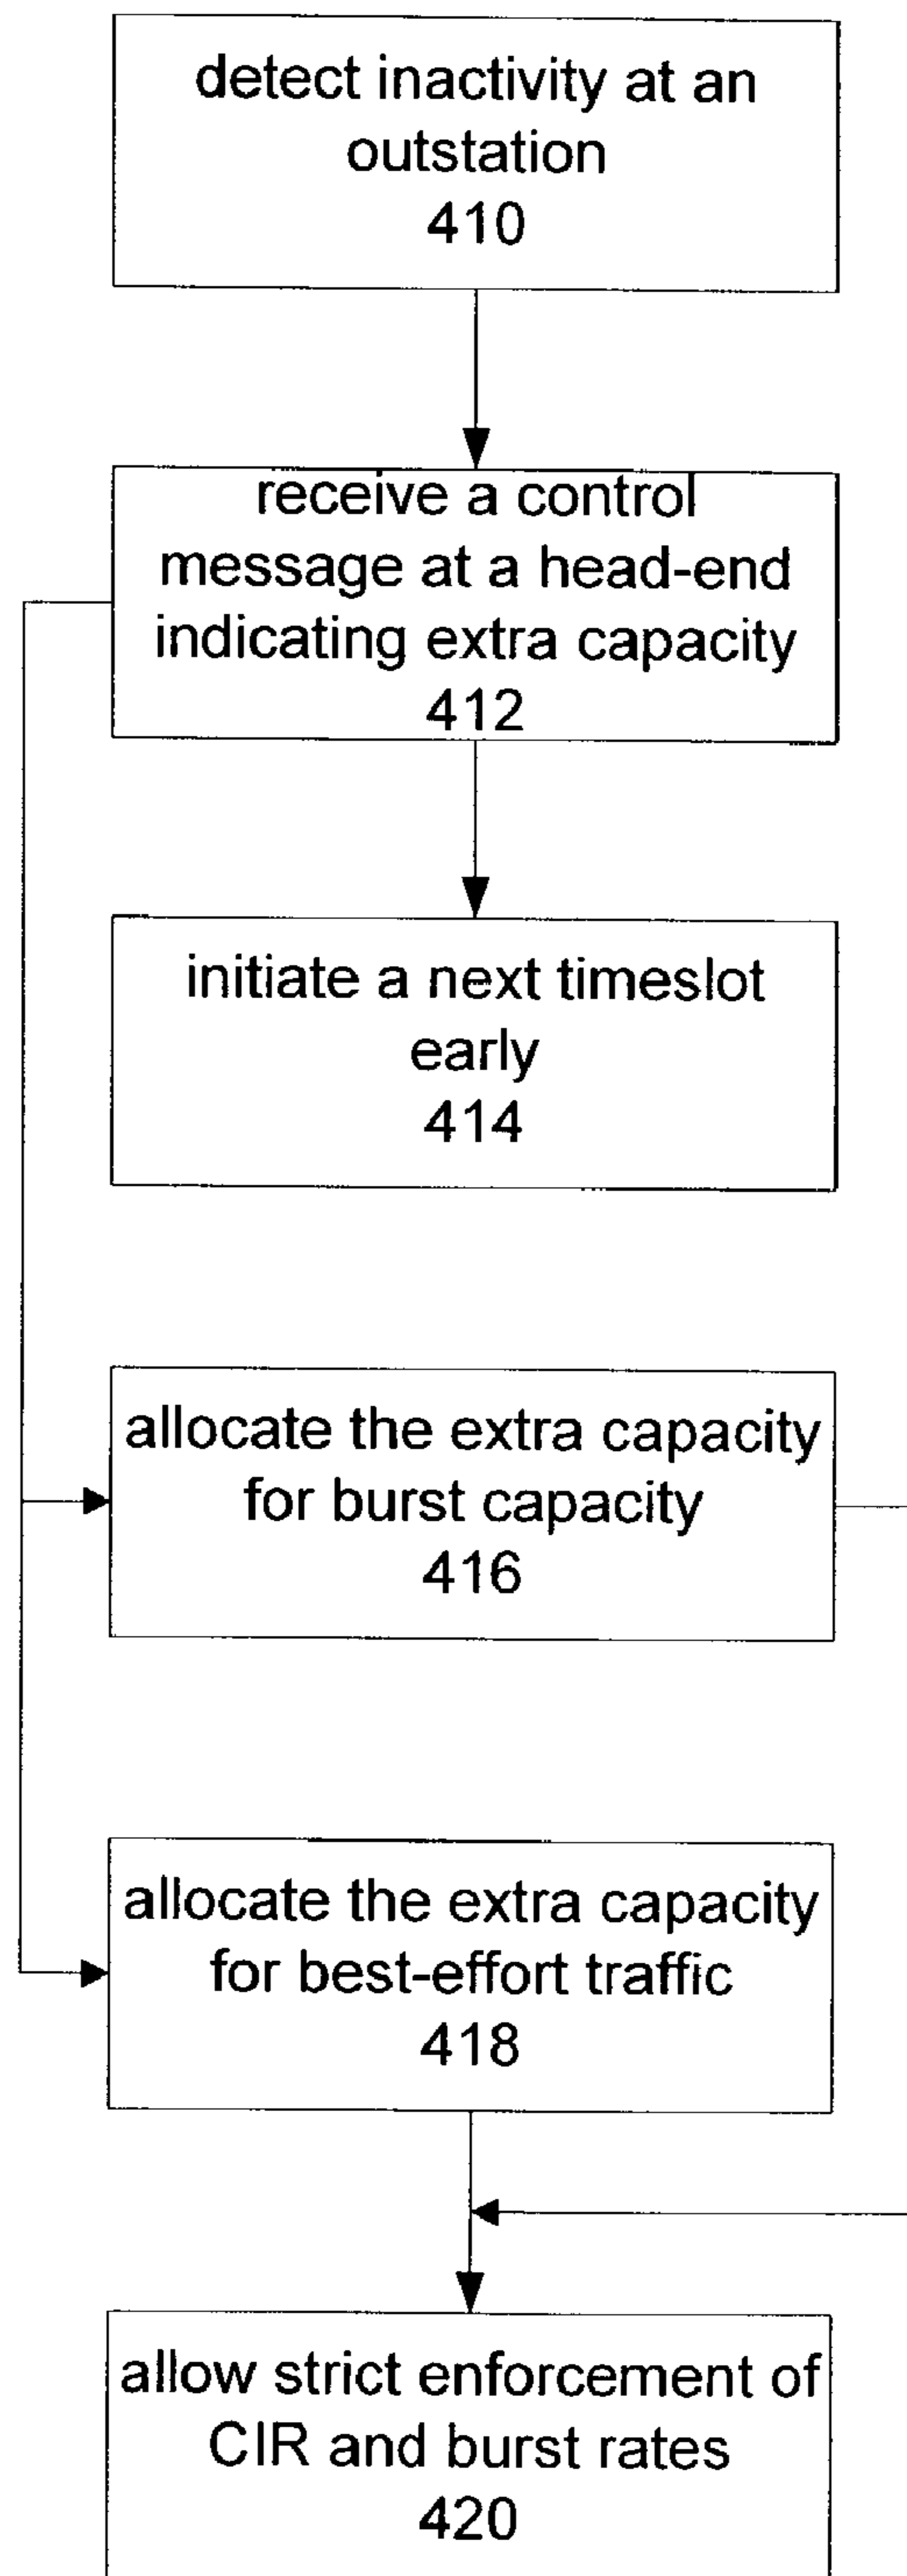 detect inactivity at an
outstation
410
receive a control
message at a head-end
indicating extra capacity
412
initiate a next timeslot
early
414
allocate the extra capacity
for burst capacity
416
allocate the extra capacity
for best-effort traffic
418
allow strict enforcement of
CIR and burst rates
420